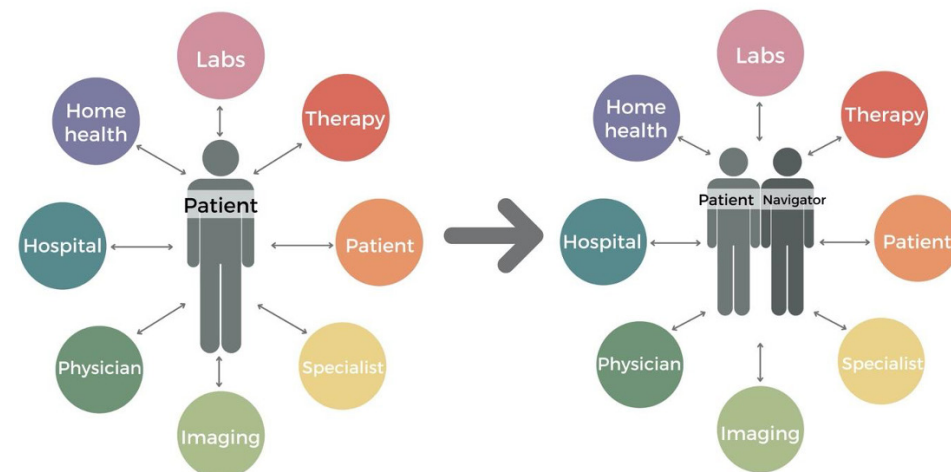 Labs
Home
health
Therapy
Patient
Hospital
Patient
Physician
Specialist
Imaging
Labs
Home
health
Therapy
Patient
Navigator
Hospital
Patient
Physician
Specialist
Imaging